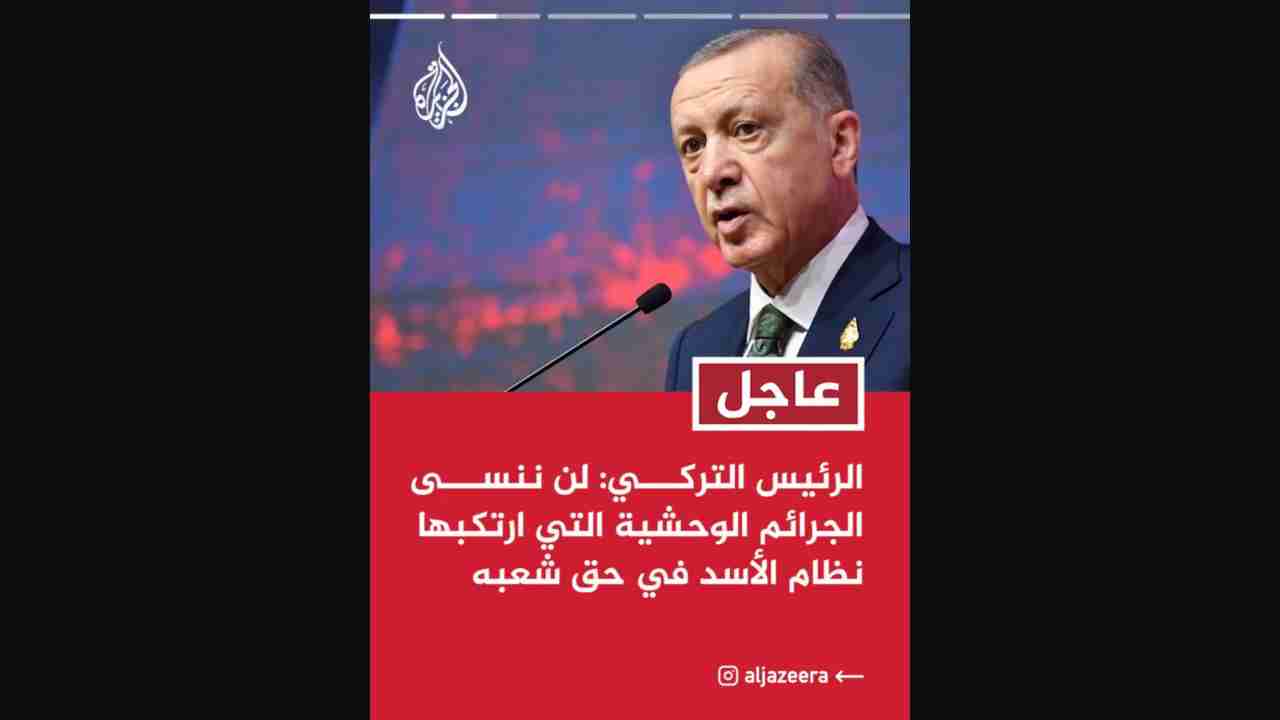 الجزيرة
عاجل
الرئيس التركي: لن ننسى
الجرائم الوحشية التي ارتكبها
نظام الأسد في حق شعبه
aljazeera